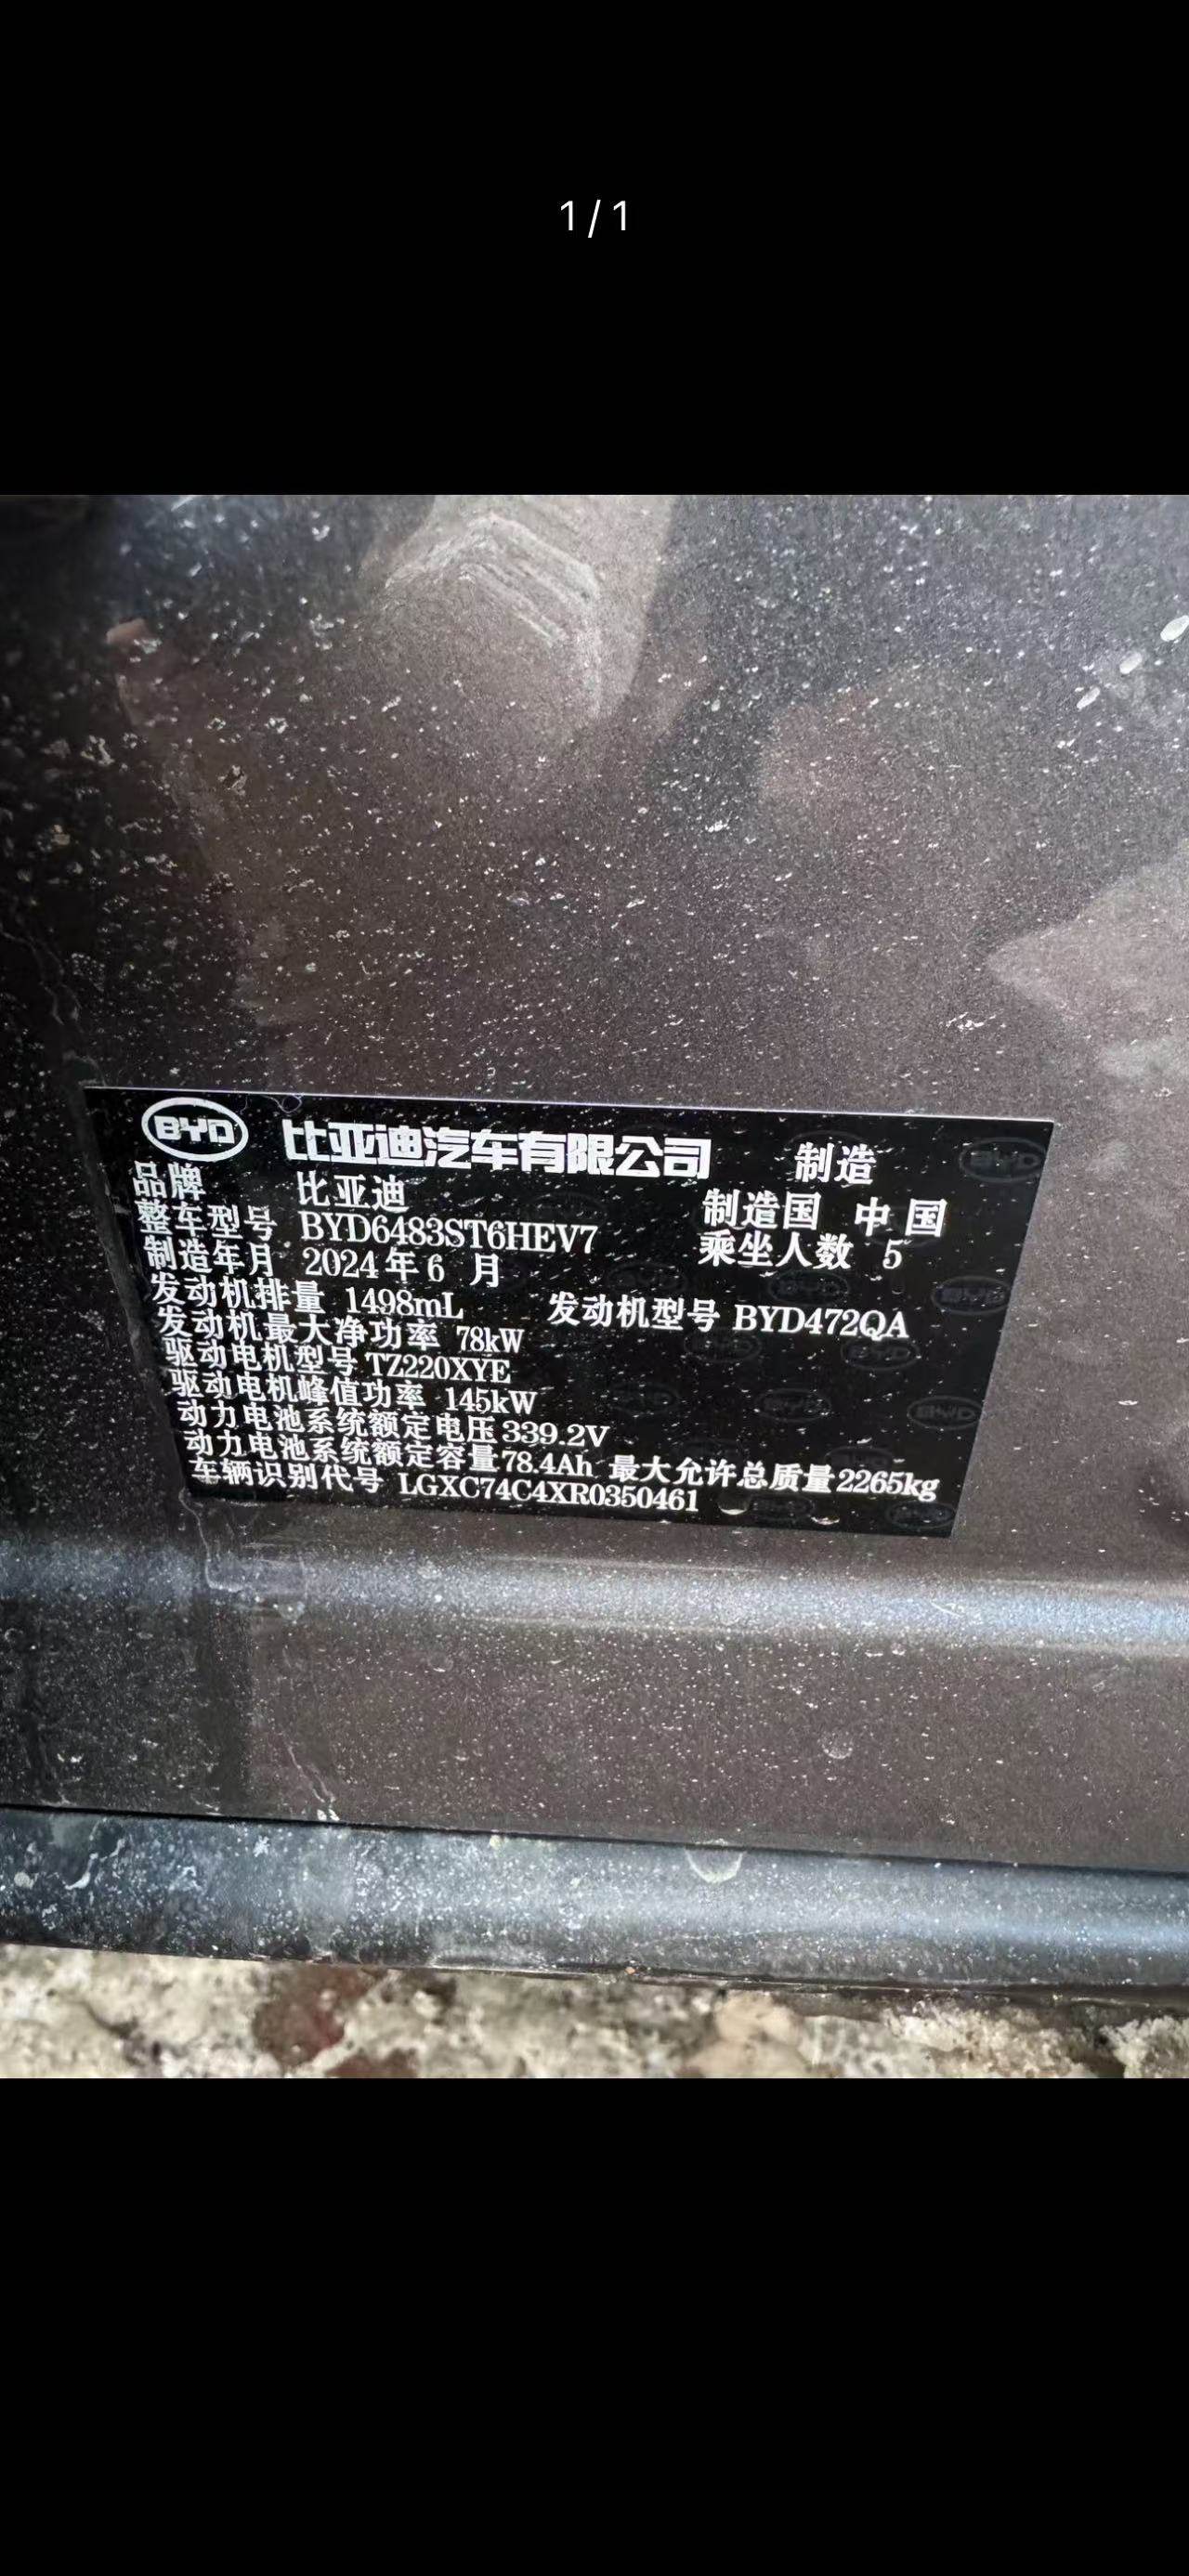 1 / 1
BYD 比亚迪汽车有限公司 制造
品牌 比亚迪 制造国 中国
整车型号 BYD6483ST6HEV7 乘坐人数 5
制造年月 2024 年 6 月
发动机排量 1498mL 发动机型号 BYD472QA
发动机最大净功率 78kW
驱动电机型号 TZ220XYE
驱动电机峰值功率 145kW
动力电池系统额定电压 339.2V
动力电池系统额定容量 78.4Ah 最大允许总质量 2265kg
车辆识别代号 LGXC74C4XR0350461